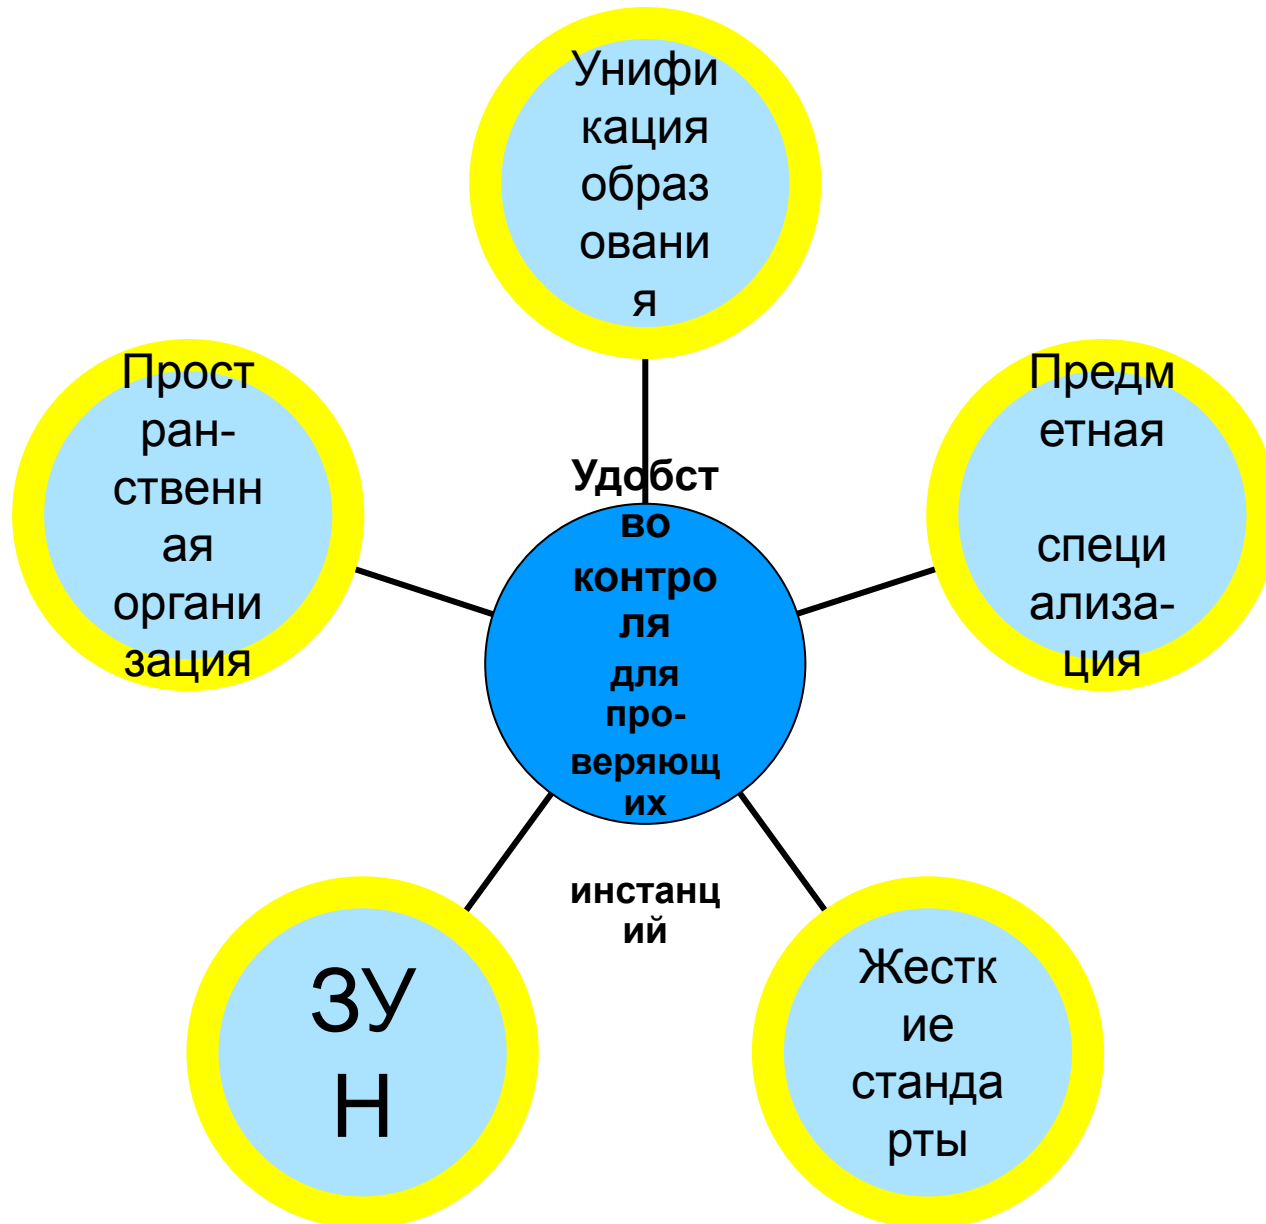 Унифи
кация
образ
овани
я
Прост
ран-
ственн
ая
органи
зация
Предм
етная
специ
ализа-
ция
Удобст
во
контро
ля
для
про-
веряющ
их
инстанц
ий
ЗУ
Н
Жестк
ие
станда
рты